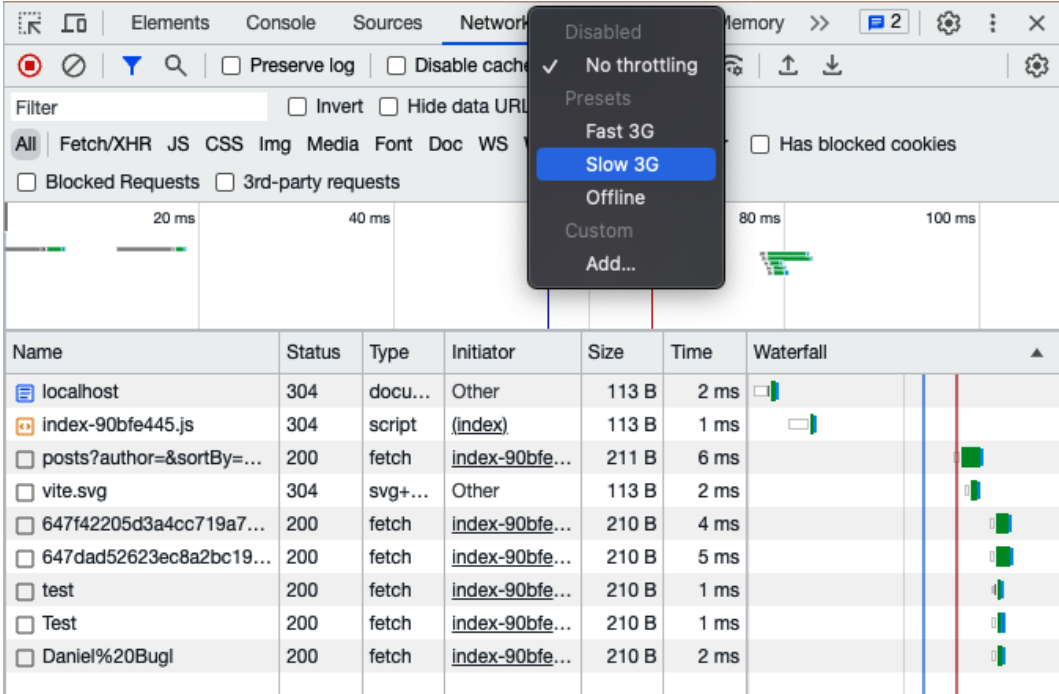 Elements Console Sources Network Memory >> 2
Preserve log Disable cache
Filter Invert Hide data URL
All Fetch/XHR JS CSS Img Media Font Doc WS Has blocked cookies
Blocked Requests 3rd-party requests
Disabled
✓ No throttling
Presets
Fast 3G
Slow 3G
Offline
Custom
Add...
20 ms 40 ms 80 ms 100 ms
Name Status Type Initiator Size Time Waterfall
localhost 304 docu... Other 113 B 2 ms
index-90bfe445.js 304 script (index) 113 B 1 ms
posts?author=&sortBy=... 200 fetch index-90bfe... 211 B 6 ms
vite.svg 304 svg+... Other 113 B 2 ms
647f42205d3a4cc719a7... 200 fetch index-90bfe... 210 B 4 ms
647dad52623ec8a2bc19... 200 fetch index-90bfe... 210 B 5 ms
test 200 fetch index-90bfe... 210 B 1 ms
Test 200 fetch index-90bfe... 210 B 1 ms
Daniel%20Bugl 200 fetch index-90bfe... 210 B 2 ms